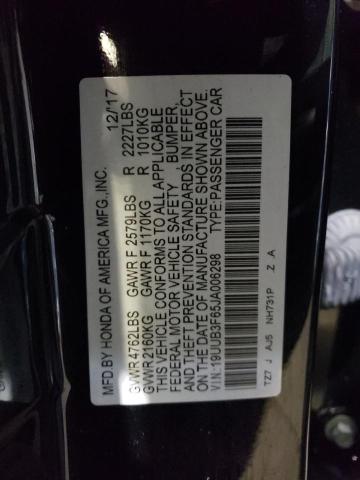 MFD BY HONDA OF AMERICA MFG.,INC. 12/'17
GVWR 4762LBS GAWR F 2579LBS R 2227LBS
GVWR 2160KG GAWR F 1170KG R 1010KG
THIS VEHICLE CONFORMS TO ALL APPLICABLE
FEDERAL MOTOR VEHICLE SAFETY, BUMPER,
AND THEFT PREVENTION STANDARDS IN EFFECT
ON THE DATE OF MANUFACTURE SHOWN ABOVE.
VIN:19UUB3F65JA006298 TYPE:PASSENGER CAR
TZ7 J AJ5 NH731P Z A